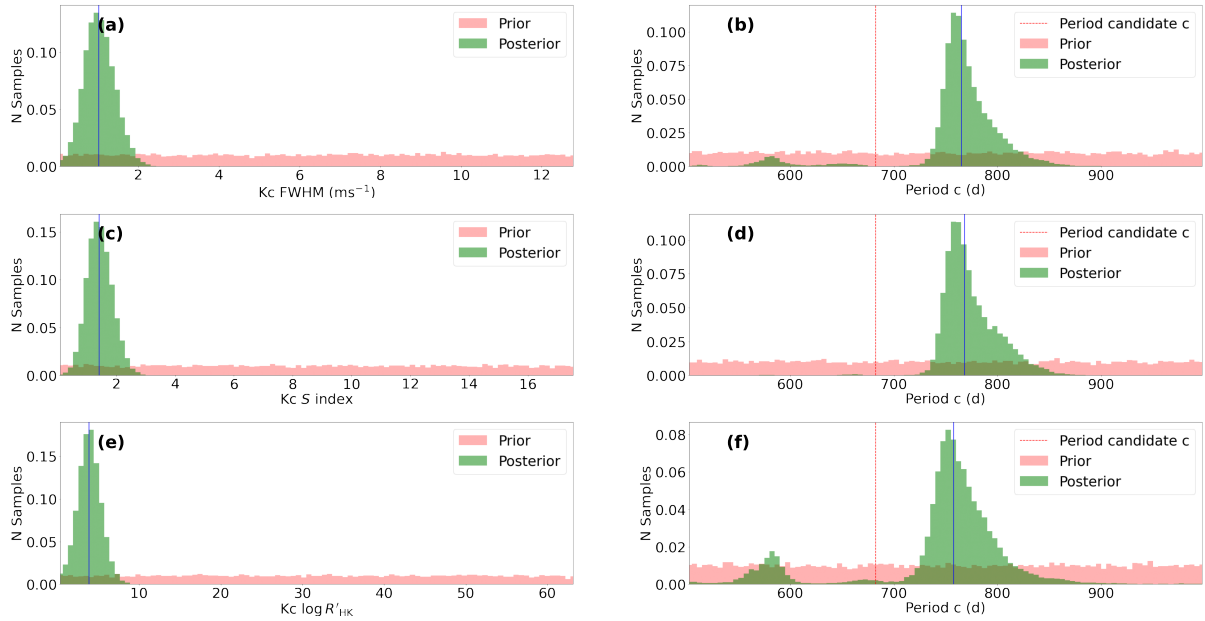 (a)
Prior
Posterior
N Samples
0.10
0.05
0.00
2 4 6 8 10 12
Kc FWHM (ms⁻¹)
(b)
Period candidate c
Prior
Posterior
N Samples
0.100
0.075
0.050
0.025
0.000
600 700 800 900
Period c (d)
(c)
Prior
Posterior
N Samples
0.15
0.10
0.05
0.00
2 4 6 8 10 12 14 16
Kc S index
(d)
Period candidate c
Prior
Posterior
N Samples
0.100
0.075
0.050
0.025
0.000
600 700 800 900
Period c (d)
(e)
Prior
Posterior
N Samples
0.15
0.10
0.05
0.00
10 20 30 40 50 60
Kc log R′HK
(f)
Period candidate c
Prior
Posterior
N Samples
0.08
0.06
0.04
0.02
0.00
600 700 800 900
Period c (d)